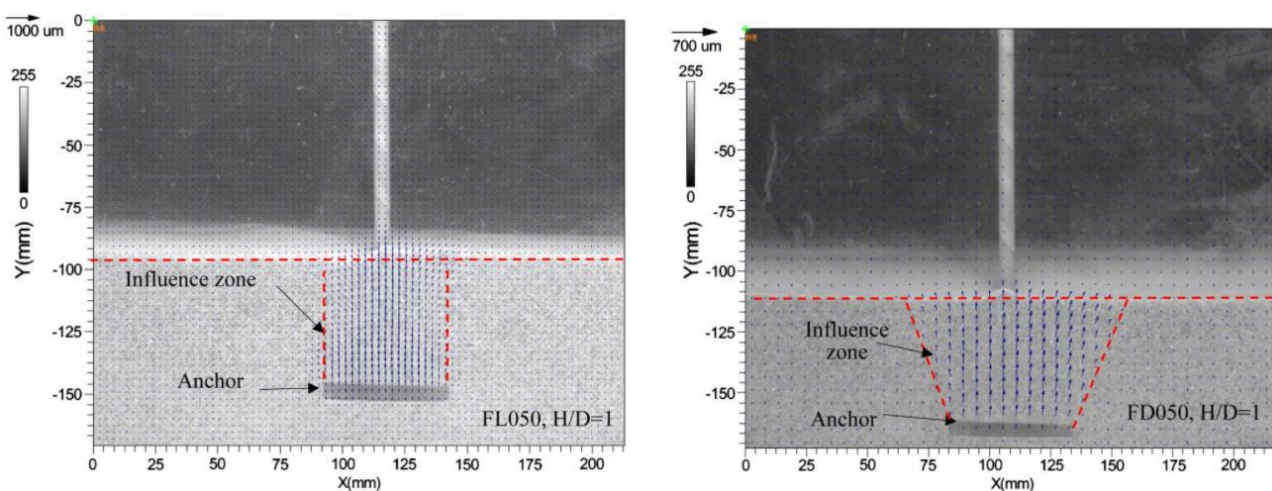 1000 um
255
0
0
-25
-50
-75
-100
-125
-150
Y(mm)
Influence zone
Anchor
FL050, H/D=1
0 25 50 75 100 125 150 175 200
X(mm)
700 um
255
0
0
-25
-50
-75
-100
-125
-150
Y(mm)
Influence
zone
Anchor
FD050, H/D=1
0 25 50 75 100 125 150 175 200
X(mm)